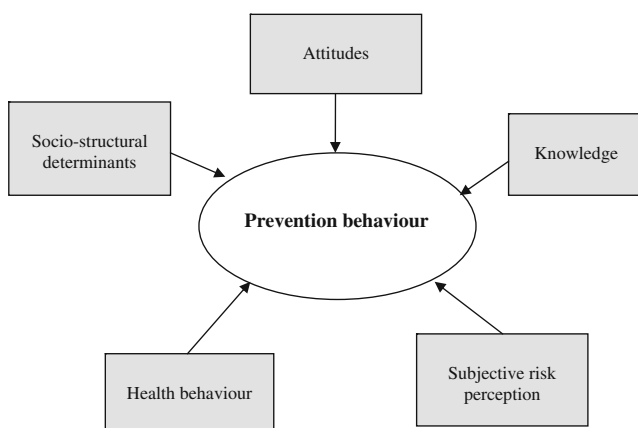 Attitudes
Socio-structural
determinants
Knowledge
Prevention behaviour
Health behaviour
Subjective risk
perception